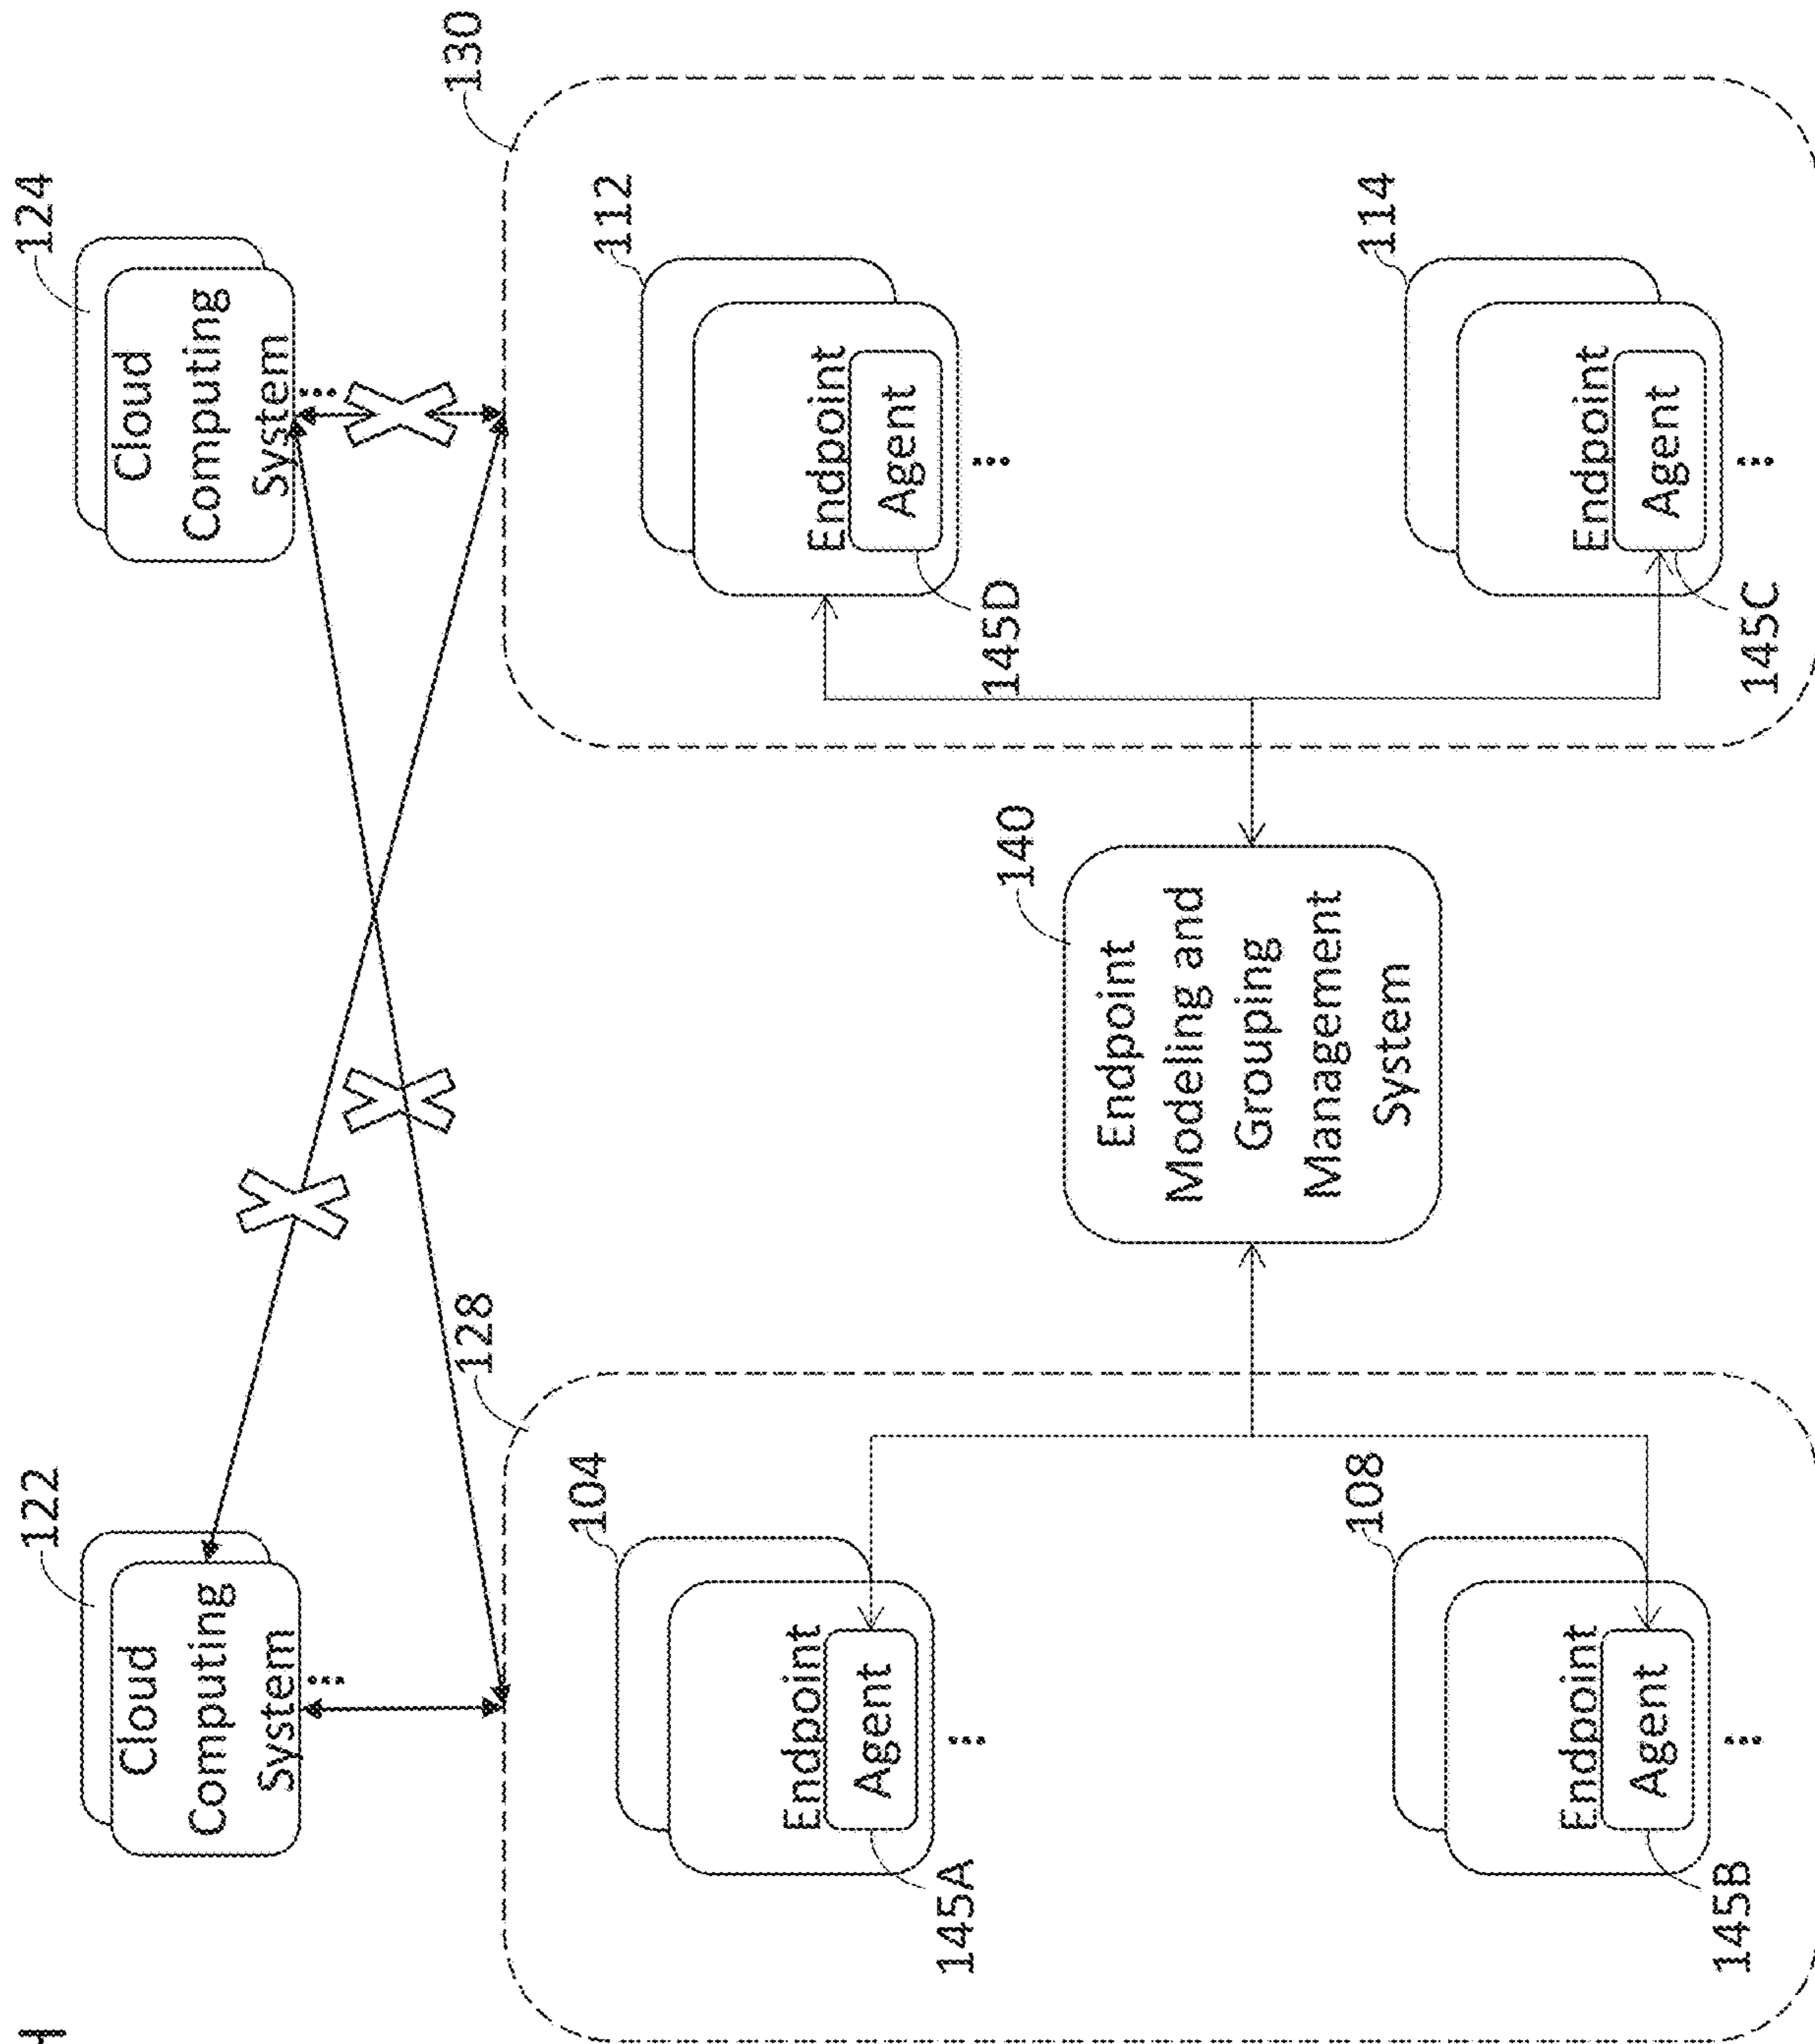 122
Cloud
Computing
System
...
124
Cloud
Computing
System
...
128
104
Endpoint
Agent
145A
...
108
Endpoint
Agent
145B
...
140
Endpoint
Modeling and
Grouping
Management
System
130
112
Endpoint
Agent
145D
...
114
Endpoint
Agent
145C
...